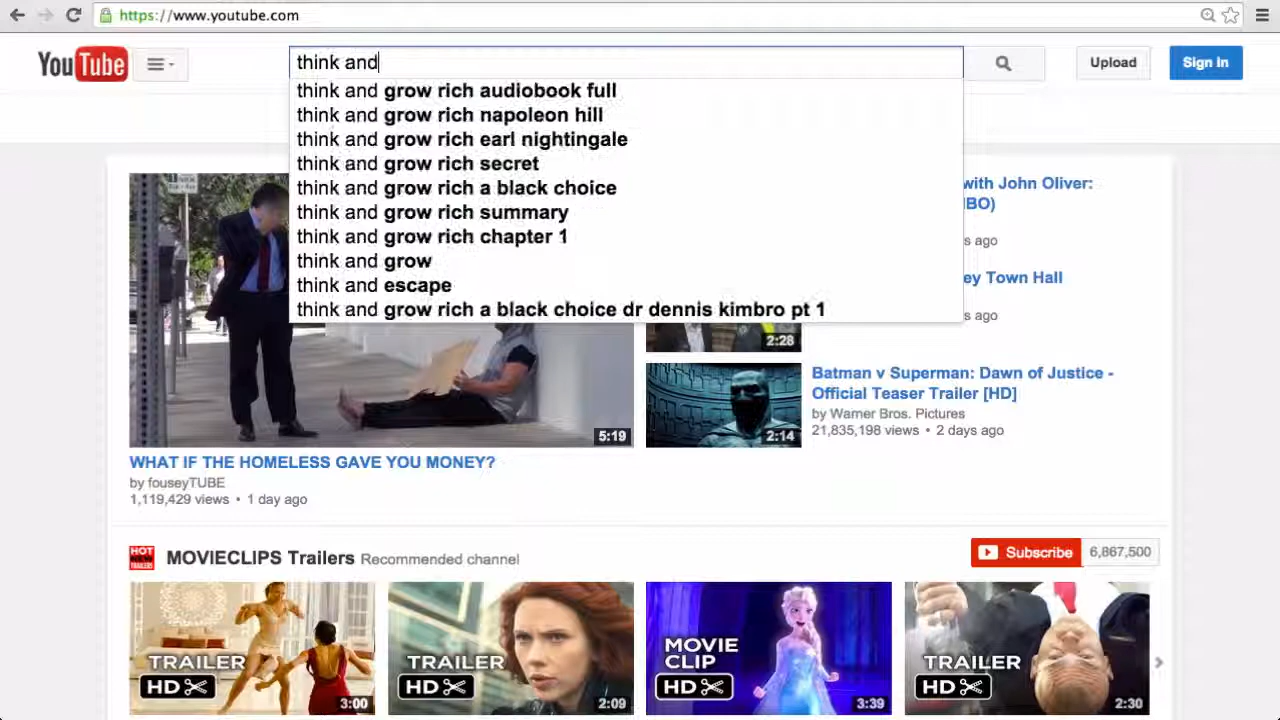 https://www.youtube.com
YouTube
think and
Upload
Sign in
think and grow rich audiobook full
think and grow rich napoleon hill
think and grow rich earl nightingale
think and grow rich secret
think and grow rich a black choice
think and grow rich summary
think and grow rich chapter 1
think and grow
think and escape
think and grow rich a black choice dr dennis kimbro pt 1
with John Oliver:
BO)
s ago
ey Town Hall
s ago
2:28
5:19
WHAT IF THE HOMELESS GAVE YOU MONEY?
by fouseyTUBE
1,119,429 views • 1 day ago
2:14
Batman v Superman: Dawn of Justice -
Official Teaser Trailer [HD]
by Warner Bros. Pictures
21,835,198 views • 2 days ago
HOT
NEW
TRAILERS
MOVIECLIPS Trailers Recommended channel
Subscribe 6,867,500
TRAILER
HD
3:00
TRAILER
HD
2:09
MOVIE
CLIP
HD
3:39
TRAILER
HD
2:30